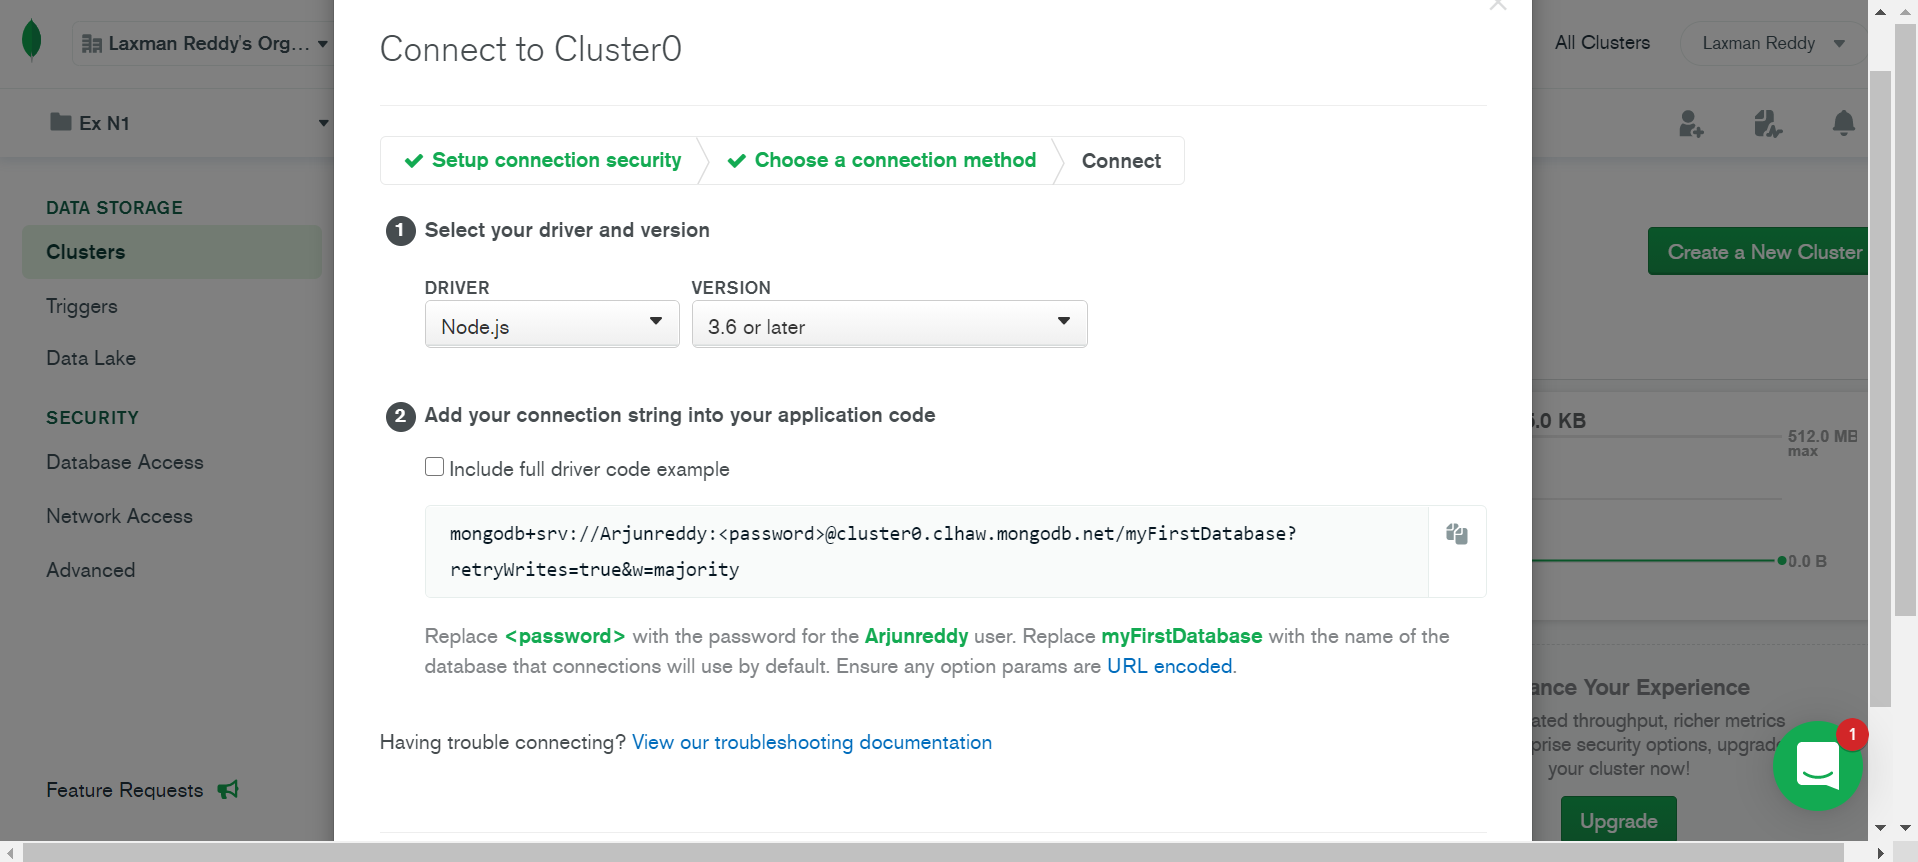 Laxman Reddy's Org...
All Clusters
Laxman Reddy
Ex N1
DATA STORAGE
Clusters
Triggers
Data Lake
SECURITY
Database Access
Network Access
Advanced
Feature Requests
Connect to Cluster0
Setup connection security
Choose a connection method
Connect
1 Select your driver and version
DRIVER
VERSION
Node.js
3.6 or later
2 Add your connection string into your application code
Include full driver code example
mongodb+srv://Arjunreddy:<password>@cluster0.clhaw.mongodb.net/myFirstDatabase?
retryWrites=true&w=majority
Replace <password> with the password for the Arjunreddy user. Replace myFirstDatabase with the name of the
database that connections will use by default. Ensure any option params are URL encoded.
Having trouble connecting? View our troubleshooting documentation
Create a New Cluster
.0 KB
512.0 MB
max
0.0 B
ance Your Experience
ated throughput, richer metrics
prise security options, upgrade
your cluster now!
1
Upgrade